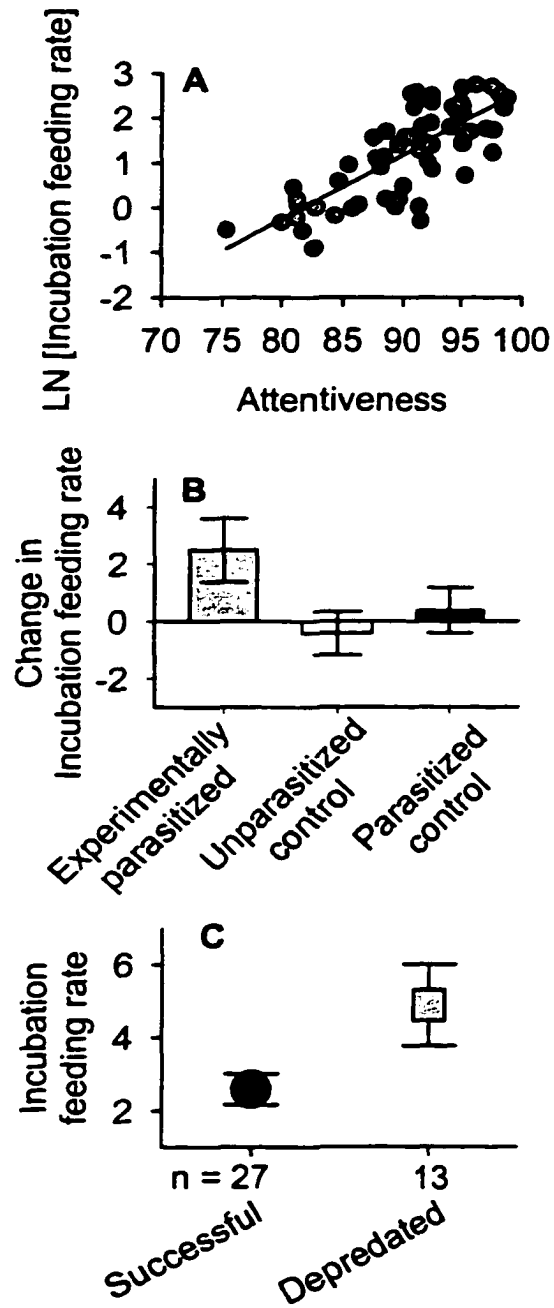 LN [Incubation feeding rate]
A
3
2
1
0
-1
-2
70 75 80 85 90 95 100
Attentiveness
Change in
Incubation feeding rate
B
4
2
0
-2
Experimentally
parasitized
Unparasitized
control
Parasitized
control
Incubation
feeding rate
C
6
4
2
n = 27 13
Successful
Depredated